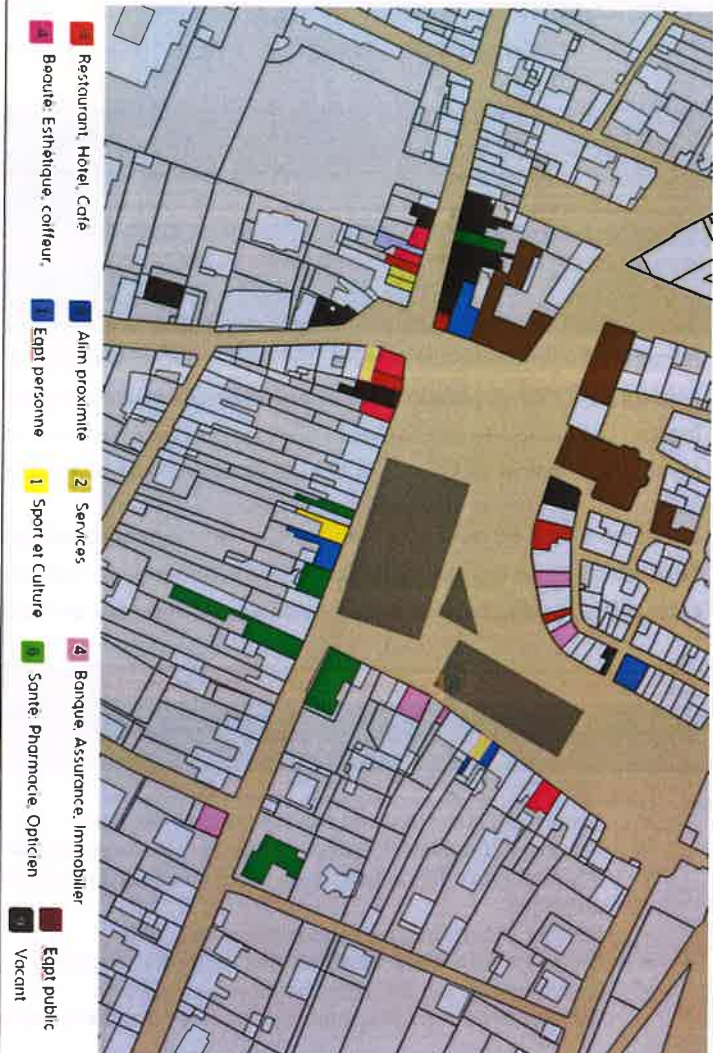 Restaurant, Hôtel, Café Alim proximité 2 Services 4 Banque, Assurance, Immobilier Eqpt public
Beauté: Esthétique, coiffeur, Eqpt personne 1 Sport et Culture Santé: Pharmacie, Opticien Vacant